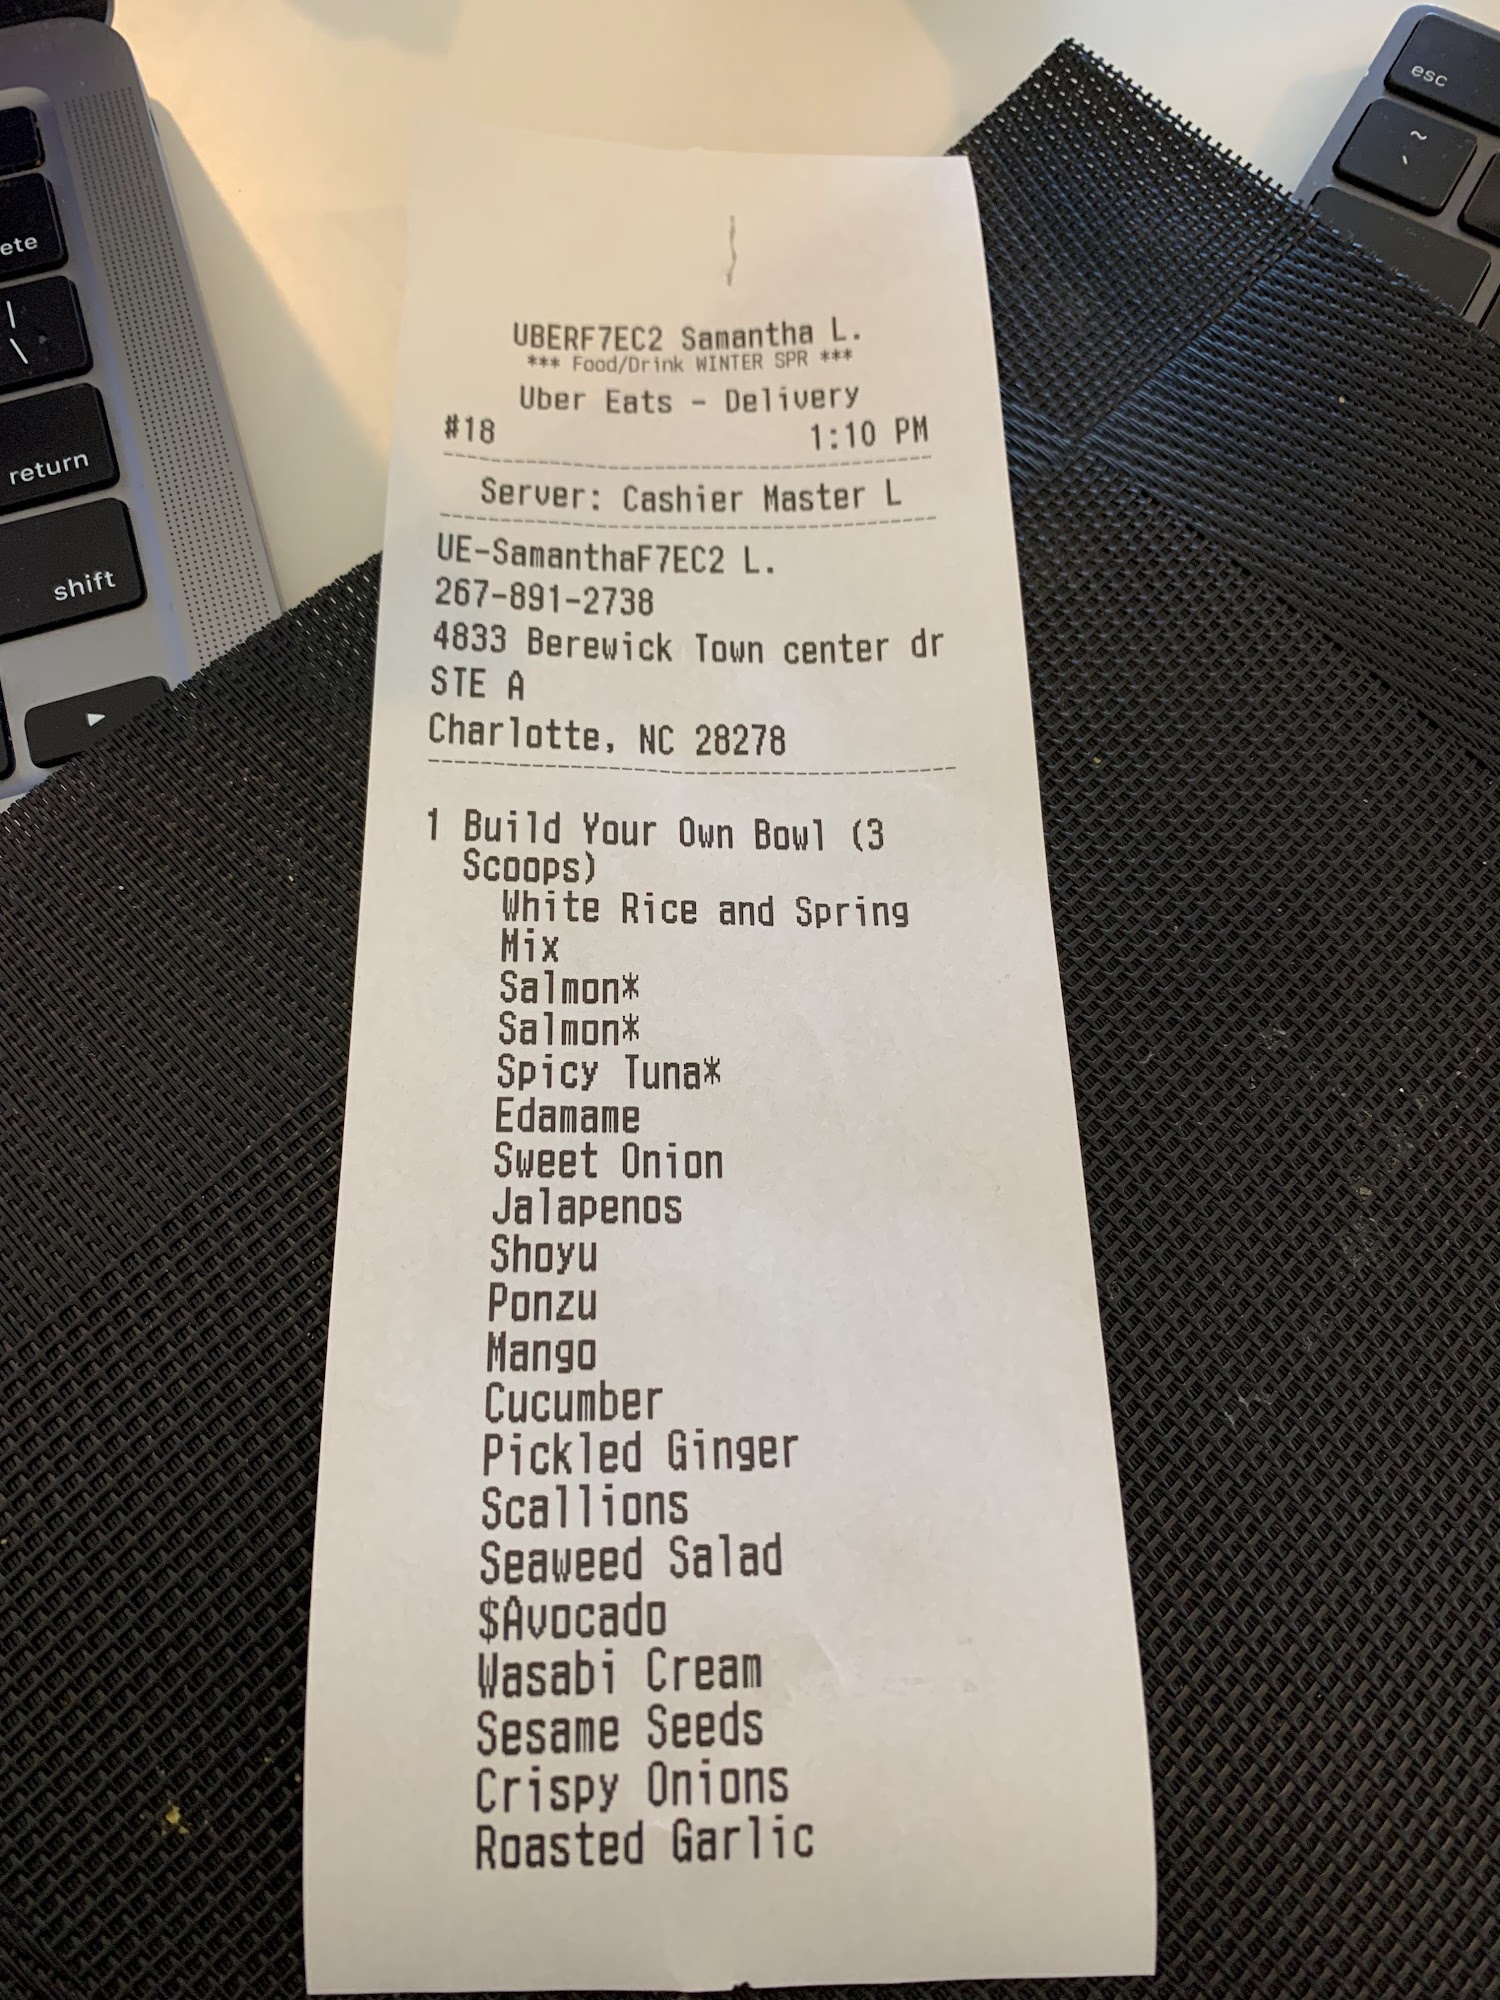 UBERF7EC2 Samantha L.
*** Food/Drink WINTER SPR ***
Uber Eats - Delivery
#18 1:10 PM
Server: Cashier Master L
UE-SamanthaF7EC2 L.
267-891-2738
4833 Berewick Town center dr
STE A
Charlotte, NC 28278
1 Build Your Own Bowl (3
Scoops)
White Rice and Spring
Mix
Salmon*
Salmon*
Spicy Tuna*
Edamame
Sweet Onion
Jalapenos
Shoyu
Ponzu
Mango
Cucumber
Pickled Ginger
Scallions
Seaweed Salad
$Avocado
Wasabi Cream
Sesame Seeds
Crispy Onions
Roasted Garlic
ete
|
\
return
shift
esc
~
`